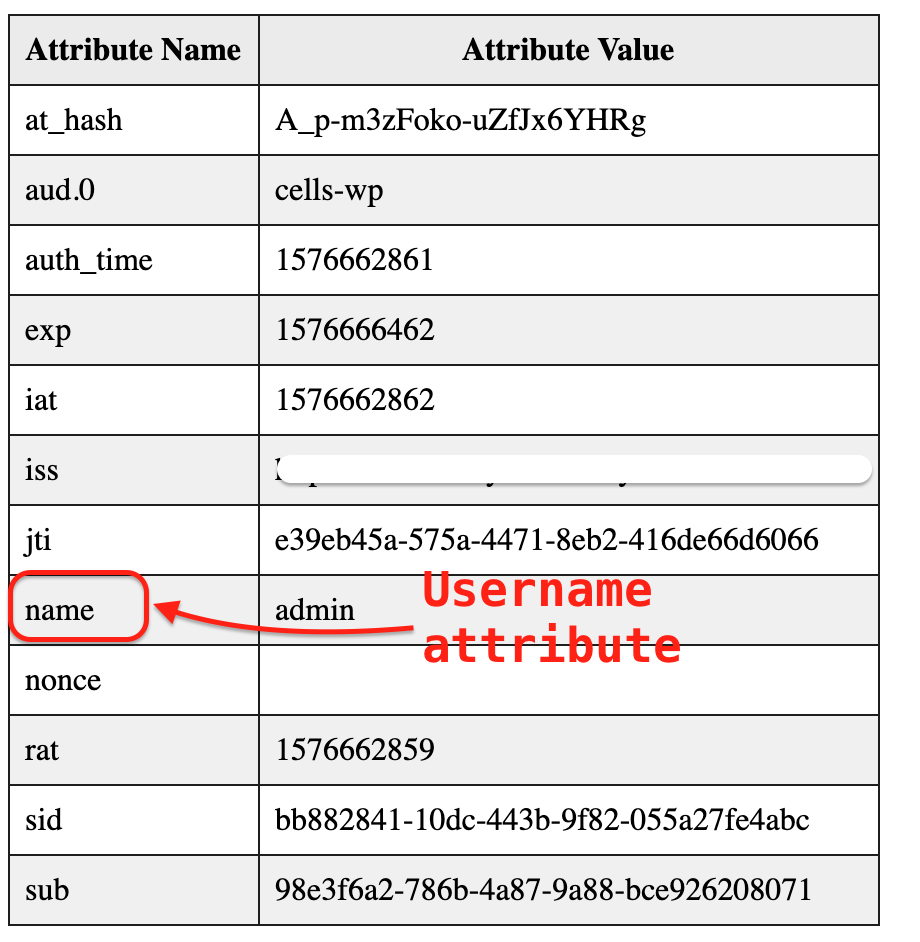 Attribute Name Attribute Value
at_hash A_p-m3zFoko-uZfJx6YHRg
aud.0 cells-wp
auth_time 1576662861
exp 1576666462
iat 1576662862
iss
jti e39eb45a-575a-4471-8eb2-416de66d6066
name admin
Username
attribute
nonce
rat 1576662859
sid bb882841-10dc-443b-9f82-055a27fe4abc
sub 98e3f6a2-786b-4a87-9a88-bce926208071